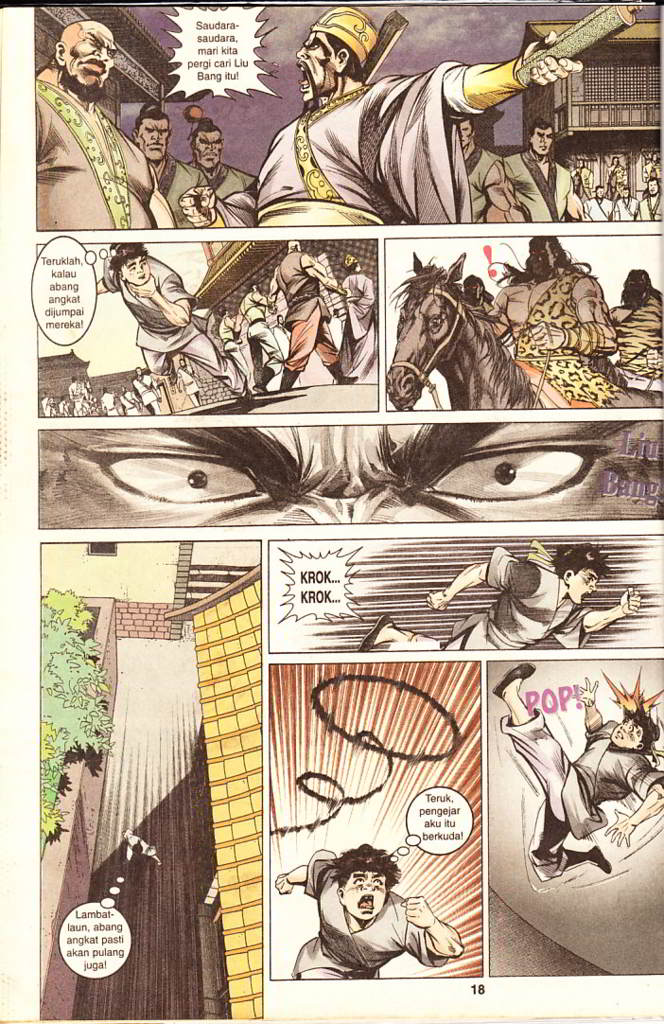 Saudara-
saudara,
mari kita
pergi cari Liu
Bang itu!
Teruklah,
kalau
abang
angkat
dijumpai
mereka!
!
Liu
Bang
KROK...
KROK...
Lambat-
laun, abang
angkat pasti
akan pulang
juga!
Teruk,
pengejar
aku itu
berkuda!
POP!
18